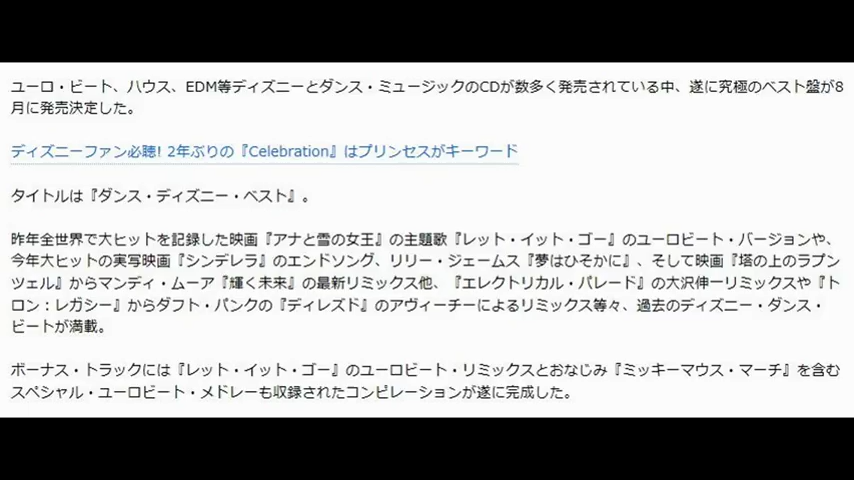 ユーロ・ビート、ハウス、EDM等ディズニーとダンス・ミュージックのCDが数多く発売されている中、遂に究極のベスト盤が8
月に発売決定した。
ディズニーファン必聴! 2年ぶりの『Celebration』はプリンセスがキーワード
タイトルは『ダンス・ディズニー・ベスト』。
昨年全世界で大ヒットを記録した映画『アナと雪の女王』の主題歌『レット・イット・ゴー』のユーロビート・バージョンや、
今年大ヒットの実写映画『シンデレラ』のエンドソング、リリー・ジェームス『夢はひそかに』、そして映画『塔の上のラプン
ツェル』からマンディ・ムーア『輝く未来』の最新リミックス他、『エレクトリカル・パレード』の大沢伸一リミックスや『ト
ロン：レガシー』からダフト・パンクの『ディレズド』のアヴィーチーによるリミックス等々、過去のディズニー・ダンス・
ビートが満載。
ボーナス・トラックには『レット・イット・ゴー』のユーロビート・リミックスとおなじみ『ミッキーマウス・マーチ』を含む
スペシャル・ユーロビート・メドレーも収録されたコンピレーションが遂に完成した。